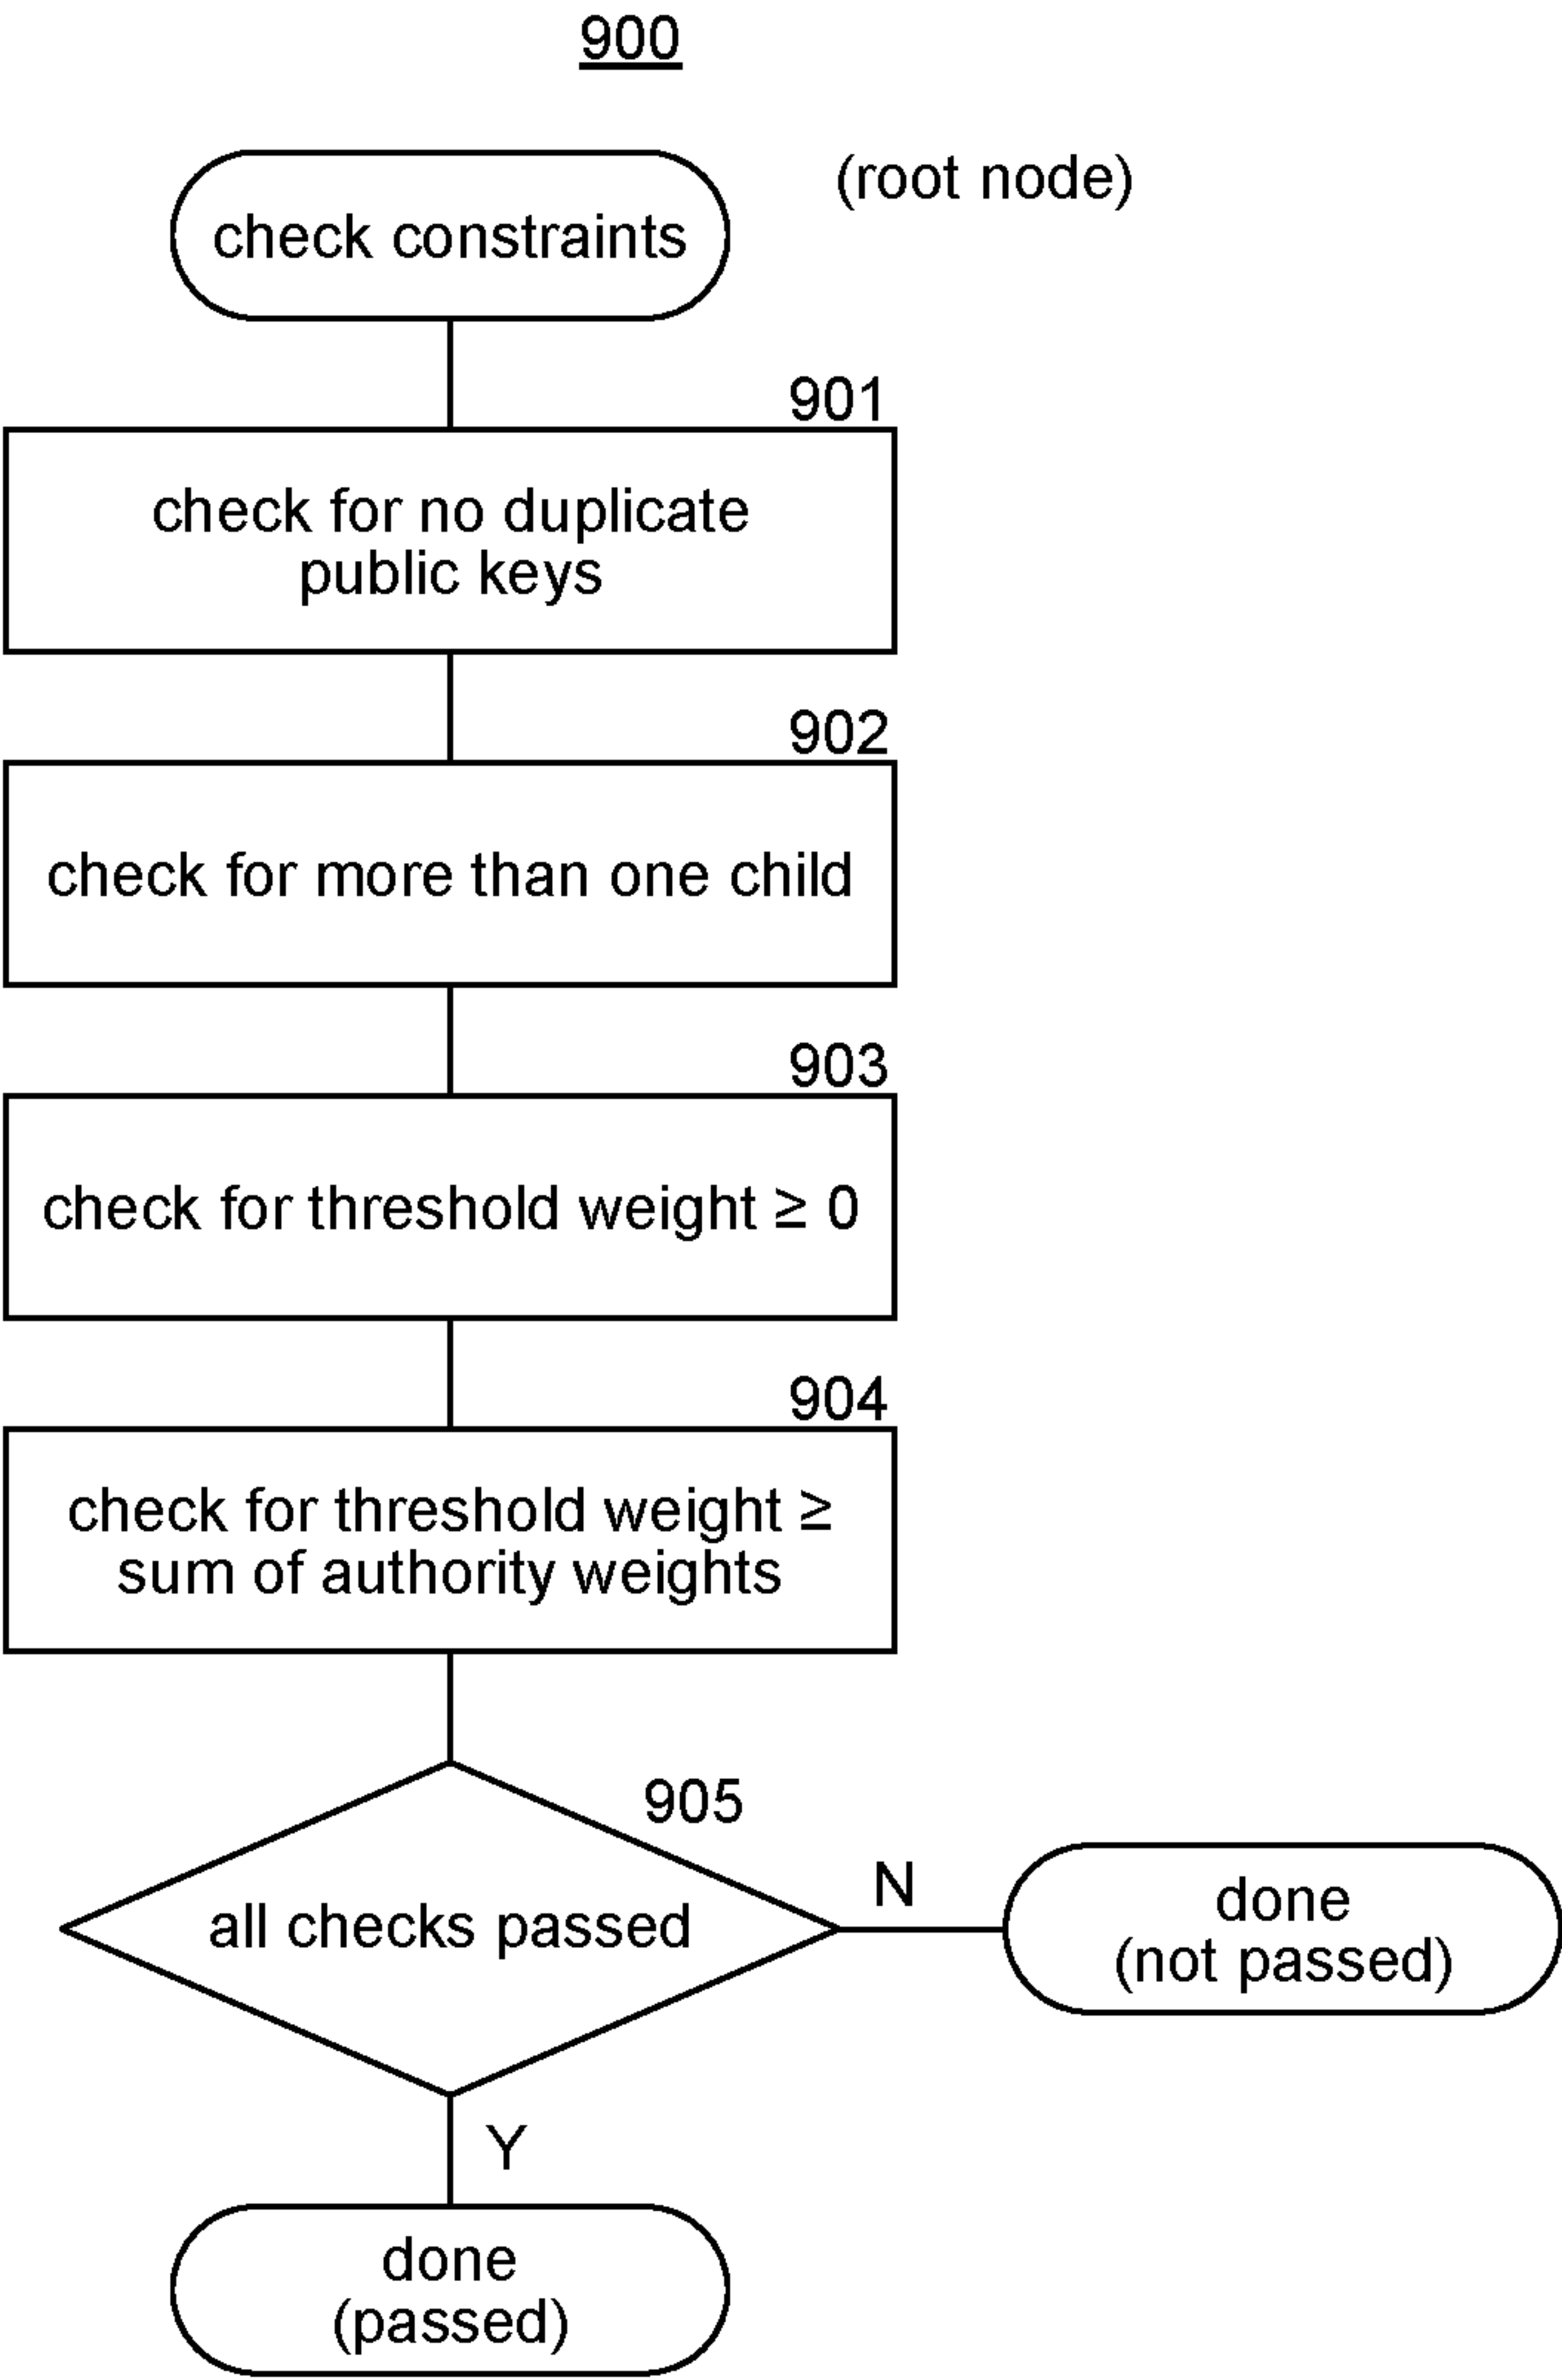 900
check constraints
(root node)
901
check for no duplicate
public keys
902
check for more than one child
903
check for threshold weight ≥ 0
904
check for threshold weight ≥
sum of authority weights
905
all checks passed
N
done
(not passed)
Y
done
(passed)